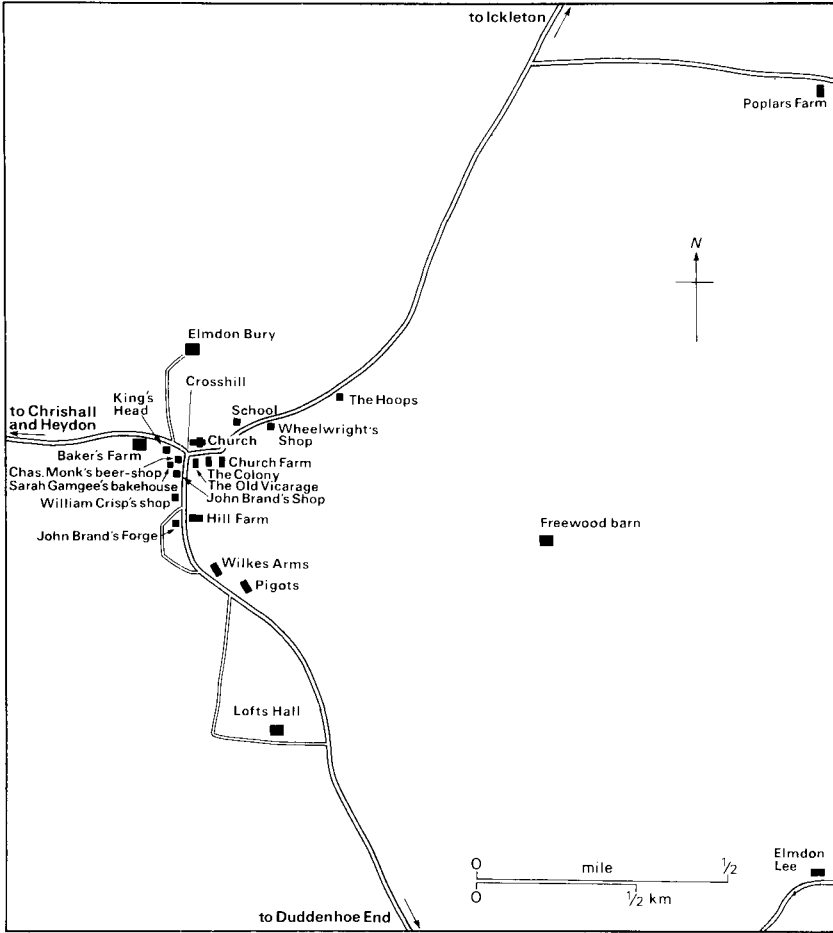 to Ickleton
Poplars Farm
N
Elmdon Bury
Crosshill
King's
Head
The Hoops
to Chrishall
and Heydon
School
Wheelwright's
Shop
Church
Baker's Farm
Church Farm
Chas. Monk's beer-shop
The Colony
Sarah Gamgee's bakehouse
The Old Vicarage
William Crisp's shop
John Brand's Shop
Hill Farm
John Brand's Forge
Freewood barn
Wilkes Arms
Pigots
Lofts Hall
0 mile 1/2
0 1/2 km
Elmdon
Lee
to Duddenhoe End